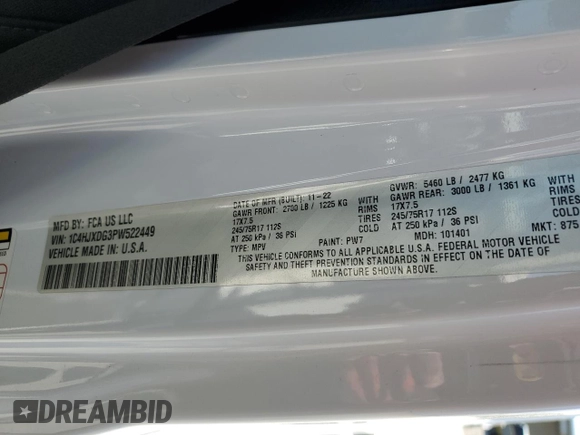 MFD BY: FCA US LLC
VIN: 1C4HJXDG3PW522449
VEHICLE MADE IN: U.S.A.
DATE OF MFR (BUILT): 11-22
GAWR FRONT: 2700 LB / 1225 KG
WITH RIMS TIRES COLD
17X7.5
245/75R17 112S
AT 250 kPa / 36 PSI
TYPE: MPV
GVWR: 5460 LB / 2477 KG
GAWR REAR: 3000 LB / 1361 KG
WITH RIMS TIRES COLD
17X7.5
245/75R17 112S
AT 250 kPa / 36 PSI
PAINT: PW7
MDH: 101401
MKT: 875
THIS VEHICLE CONFORMS TO ALL APPLICABLE U.S.A. FEDERAL MOTOR VEHICLE
SAFETY AND THEFT PREVENTION STANDARDS IN EFFECT ON THE DATE OF
MANUFACTURE SHOWN ABOVE.
DREAMBID